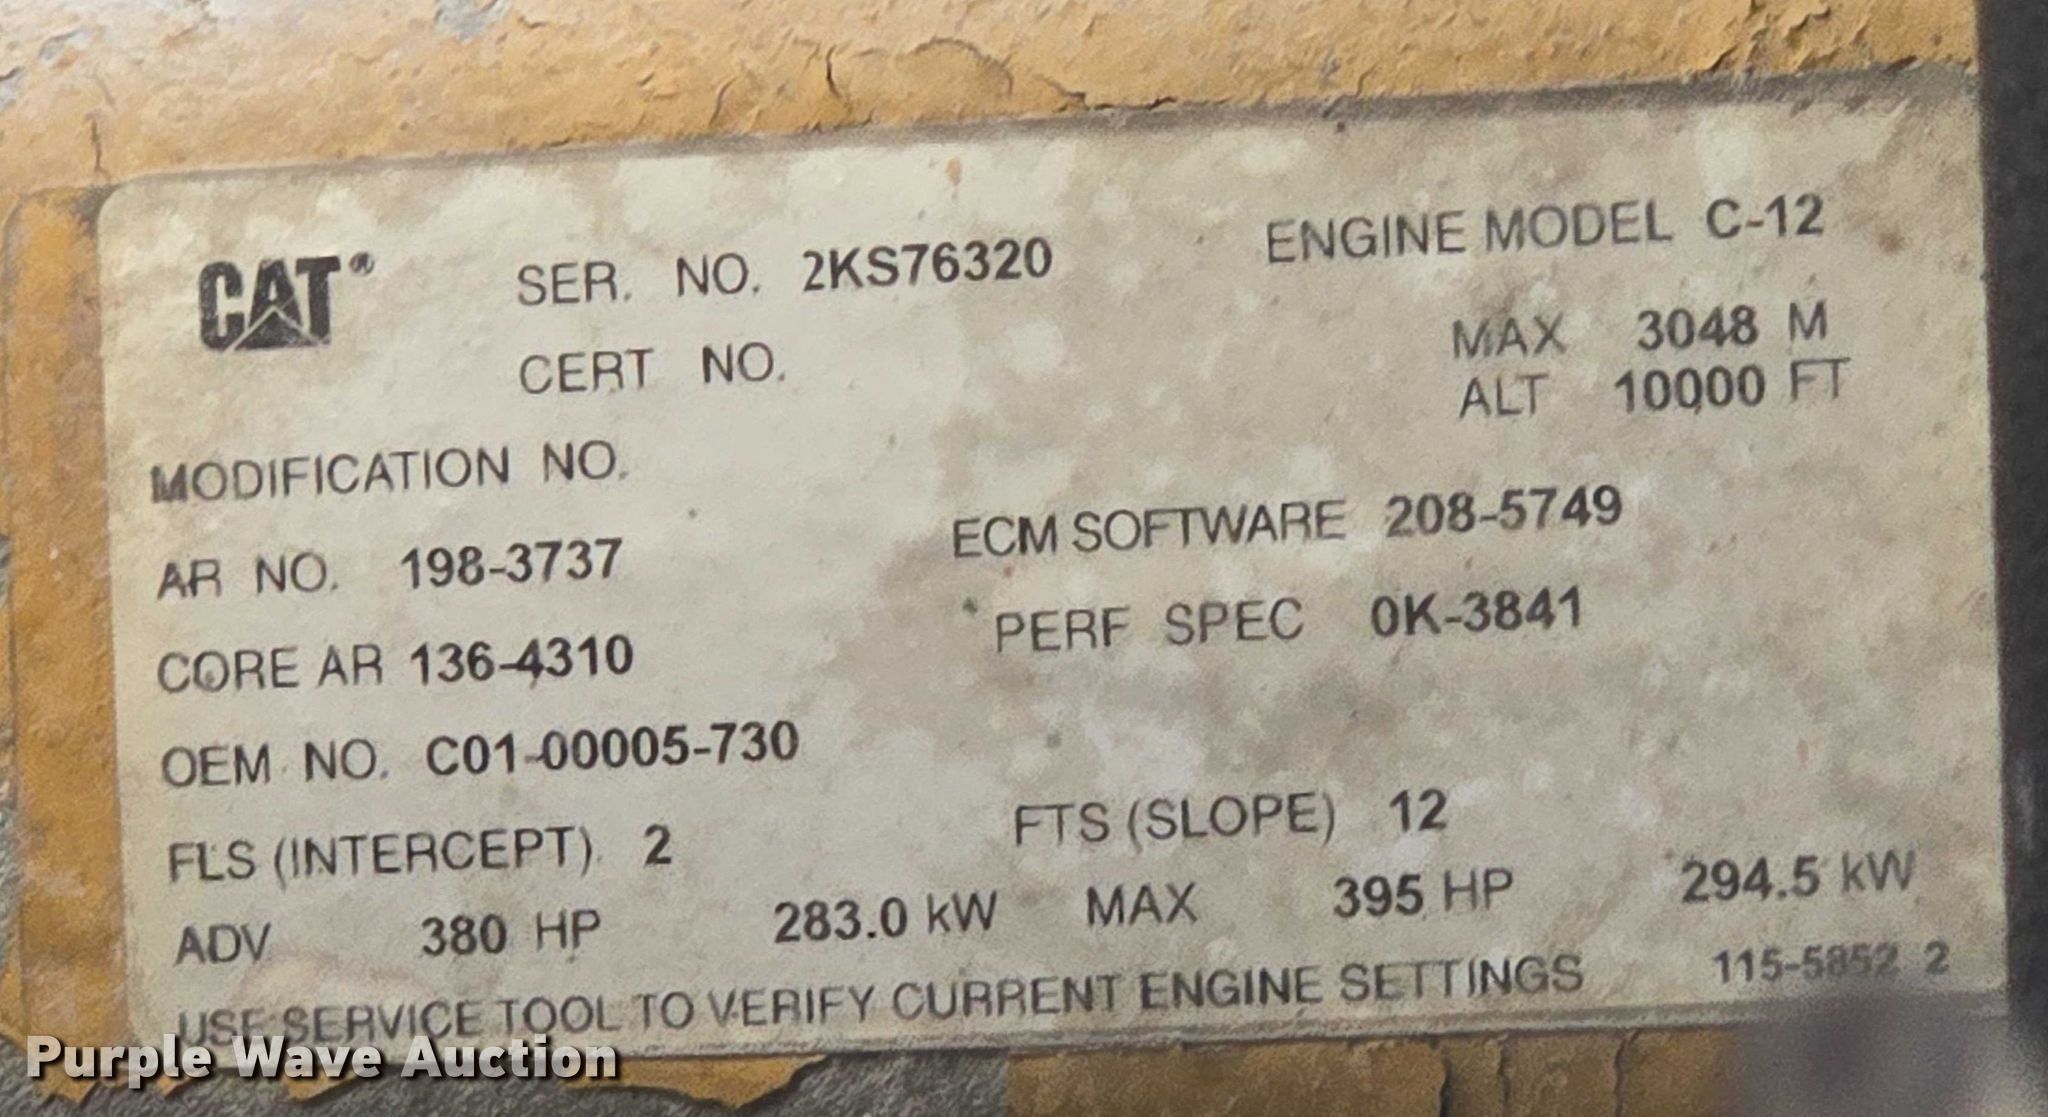 CAT®
SER. NO. 2KS76320
ENGINE MODEL C-12
CERT NO.
MAX 3048 M
ALT 10000 FT
MODIFICATION NO.
AR NO. 198-3737
ECM SOFTWARE 208-5749
CORE AR 136-4310
PERF SPEC 0K-3841
OEM NO. C01-00005-730
FLS (INTERCEPT) 2
FTS (SLOPE) 12
ADV 380 HP 283.0 kW MAX 395 HP 294.5 kW
USE SERVICE TOOL TO VERIFY CURRENT ENGINE SETTINGS 115-5852 2
Purple Wave Auction